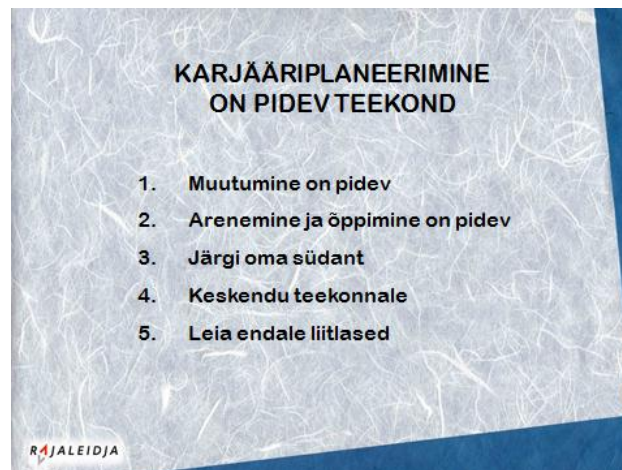 KARJÄÄRIPLANEERIMINE
ON PIDEV TEEKOND
1. Muutumine on pidev
2. Arenemine ja õppimine on pidev
3. Järgi oma südant
4. Keskendu teekonnale
5. Leia endale liitlased
RAJALEIDJA